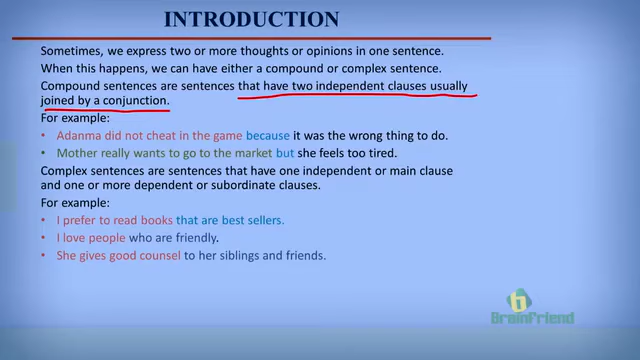 INTRODUCTION
Sometimes, we express two or more thoughts or opinions in one sentence.
When this happens, we can have either a compound or complex sentence.
Compound sentences are sentences that have two independent clauses usually
joined by a conjunction.
For example:
• Adanma did not cheat in the game because it was the wrong thing to do.
• Mother really wants to go to the market but she feels too tired.
Complex sentences are sentences that have one independent or main clause
and one or more dependent or subordinate clauses.
For example:
• I prefer to read books that are best sellers.
• I love people who are friendly.
• She gives good counsel to her siblings and friends.
BrainFriend